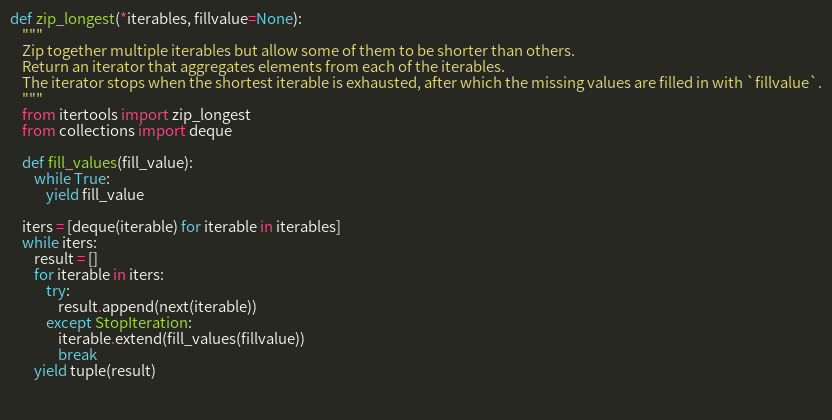 def zip_longest(*iterables, fillvalue=None):
"""
Zip together multiple iterables but allow some of them to be shorter than others.
Return an iterator that aggregates elements from each of the iterables.
The iterator stops when the shortest iterable is exhausted, after which the missing values are filled in with `fillvalue`.
"""
from itertools import zip_longest
from collections import deque
def fill_values(fill_value):
while True:
yield fill_value
iters = [deque(iterable) for iterable in iterables]
while iters:
result = []
for iterable in iters:
try:
result.append(next(iterable))
except StopIteration:
iterable.extend(fill_values(fillvalue))
break
yield tuple(result)